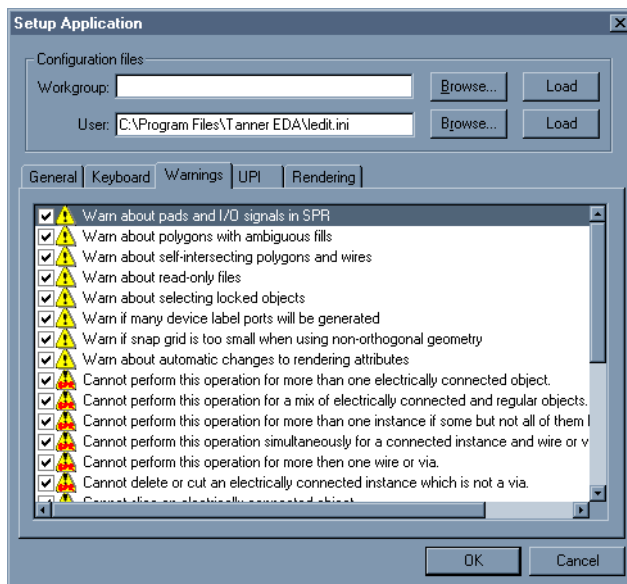 Setup Application
Configuration files
Workgroup:
Browse...
Load
User:
C:\Program Files\Tanner EDA\ledit.ini
Browse...
Load
General
Keyboard
Warnings
UPI
Rendering
Warn about pads and I/O signals in SPR
Warn about polygons with ambiguous fills
Warn about self-intersecting polygons and wires
Warn about read-only files
Warn about selecting locked objects
Warn if many device label ports will be generated
Warn if snap grid is too small when using non-orthogonal geometry
Warn about automatic changes to rendering attributes
Cannot perform this operation for more than one electrically connected object.
Cannot perform this operation for a mix of electrically connected and regular objects.
Cannot perform this operation for more than one instance if some but not all of them
Cannot perform this operation simultaneously for a connected instance and wire or v
Cannot perform this operation for more then one wire or via.
Cannot delete or cut an electrically connected instance which is not a via.
Cannot slice an electrically connected object
OK
Cancel